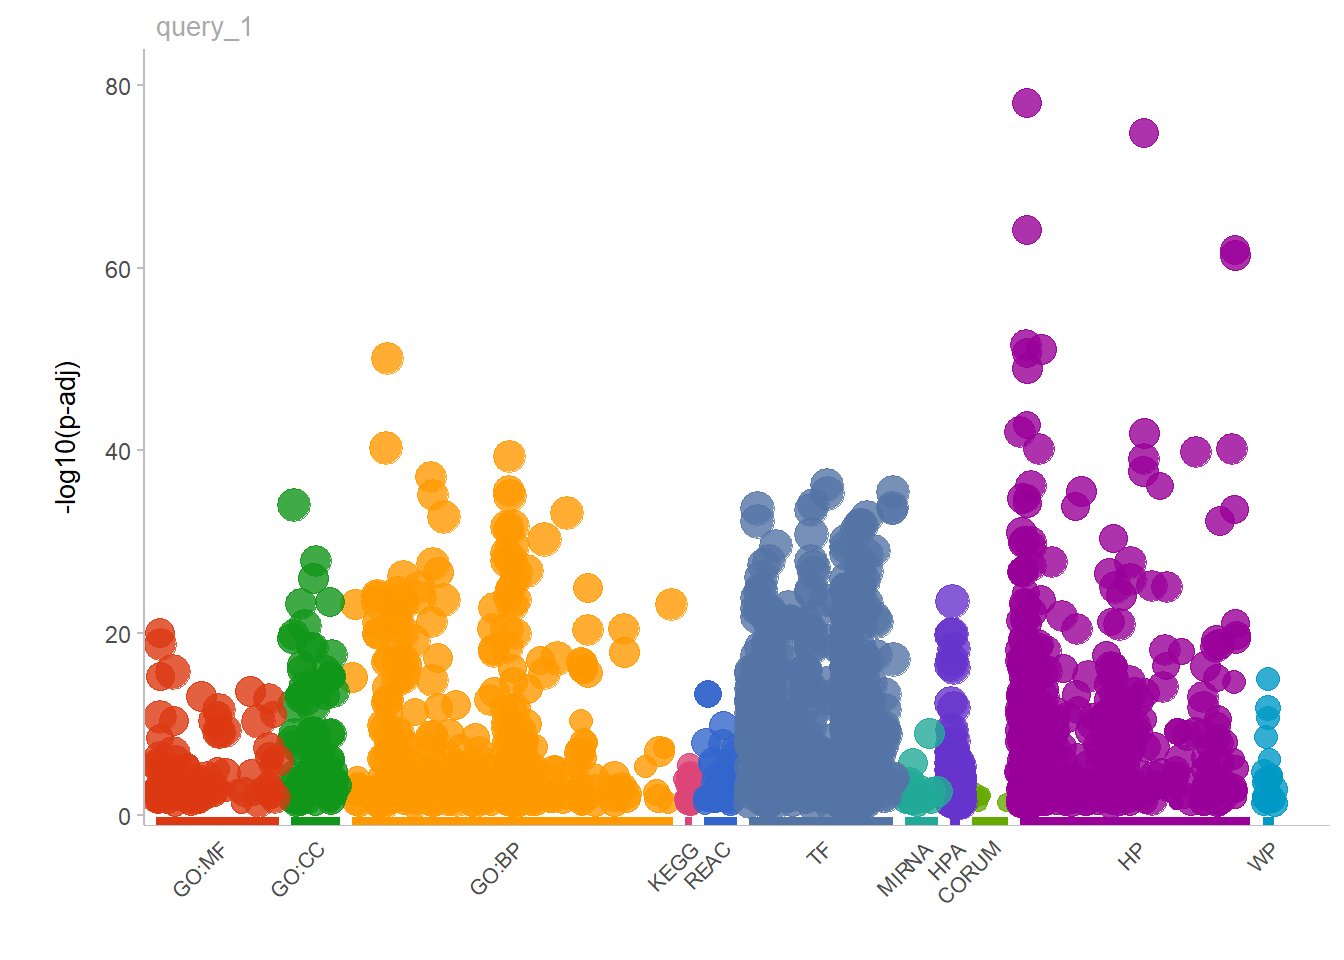 query_1
-log10(p-adj)
80
60
40
20
0
GO:MF
GO:CC
GO:BP
KEGG
REAC
TF
MIRNA
HPA
CORUM
HP
WP